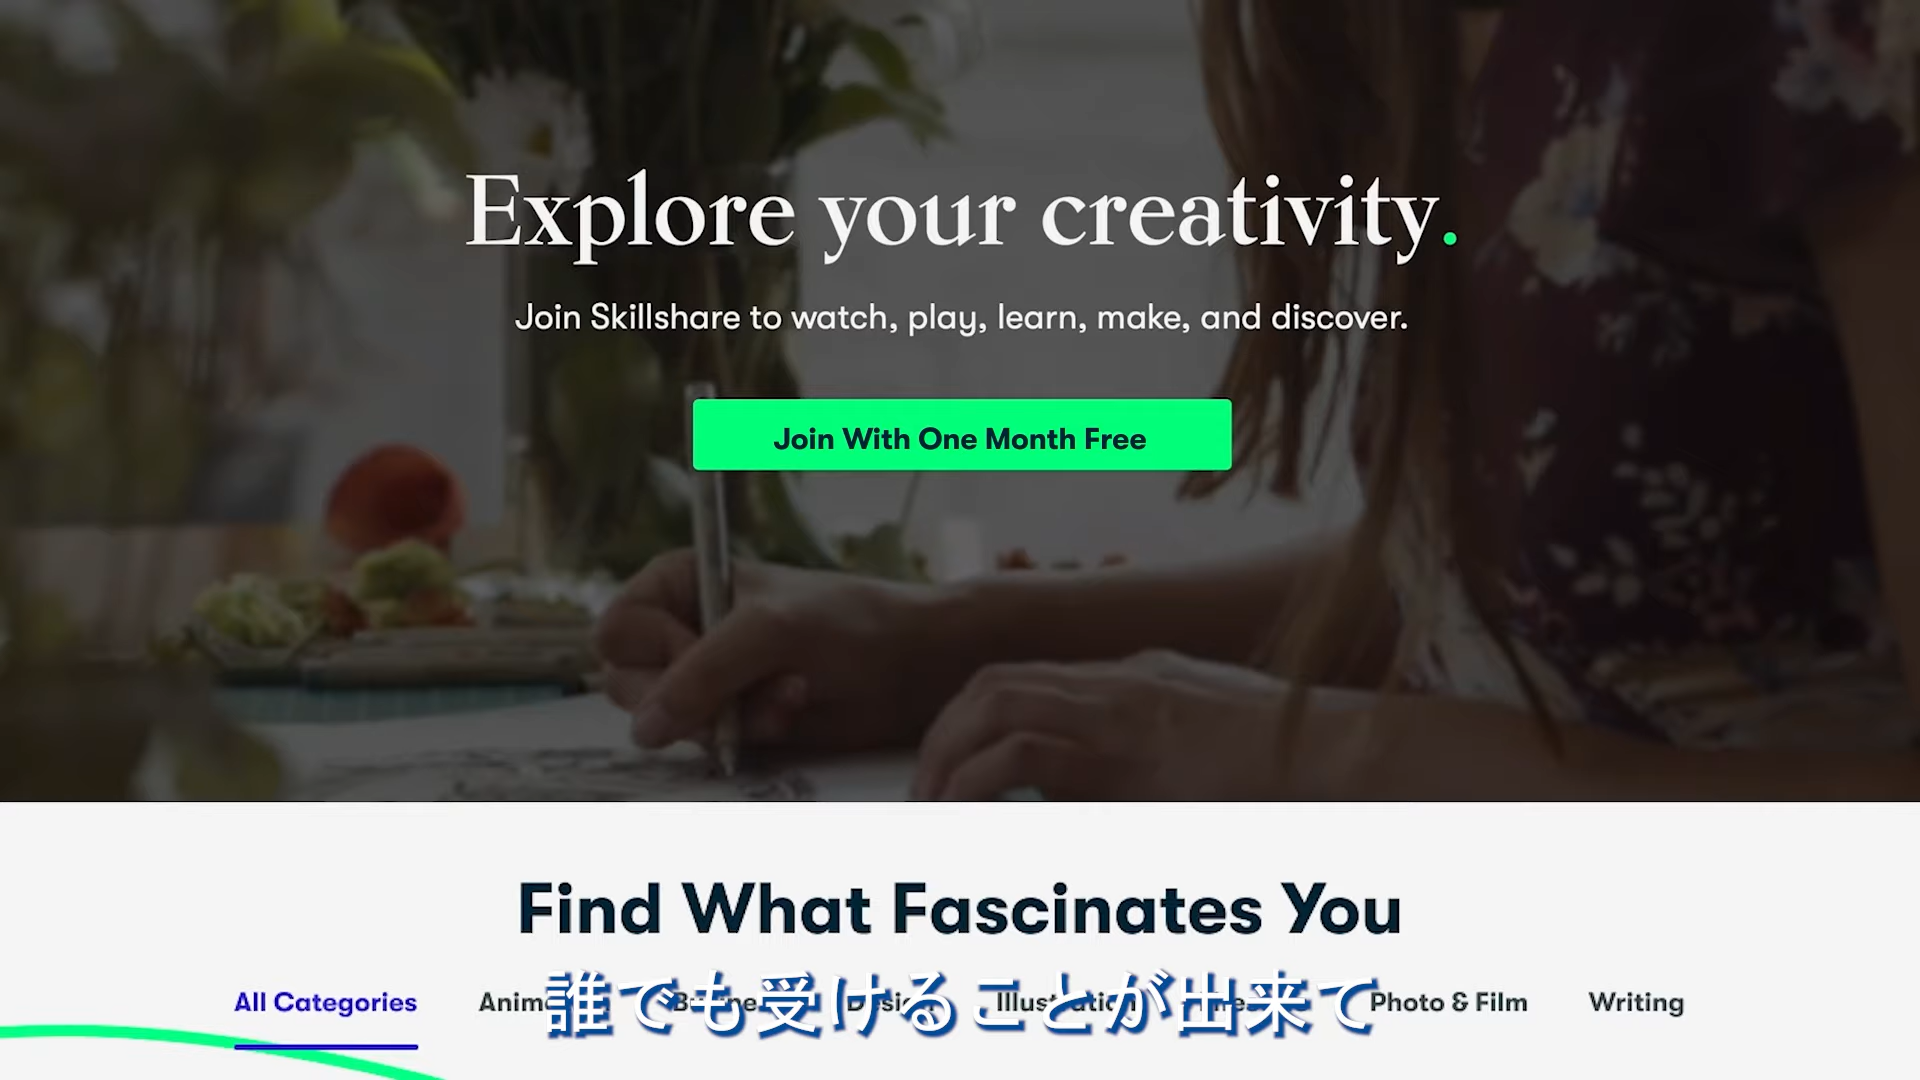 Explore your creativity.
Join Skillshare to watch, play, learn, make, and discover.
Join With One Month Free
Find What Fascinates You
All Categories Photo & Film Writing
誰でも受けることが出来て